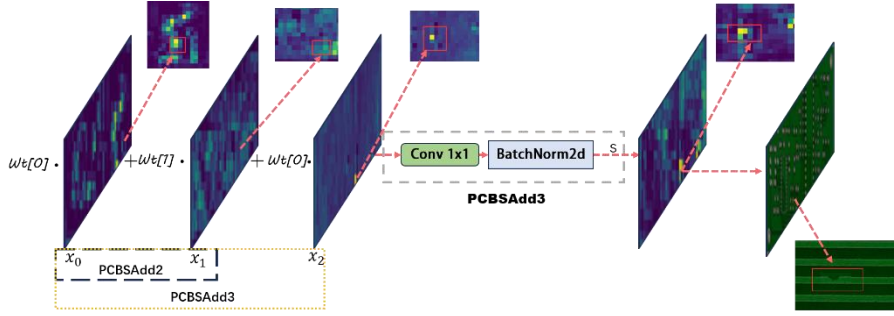 Wt[0] ·
+Wt[1] ·
+ Wt[0]·
Conv 1x1
BatchNorm2d
S
PCBSAdd3
x0
x1
x2
PCBSAdd2
PCBSAdd3